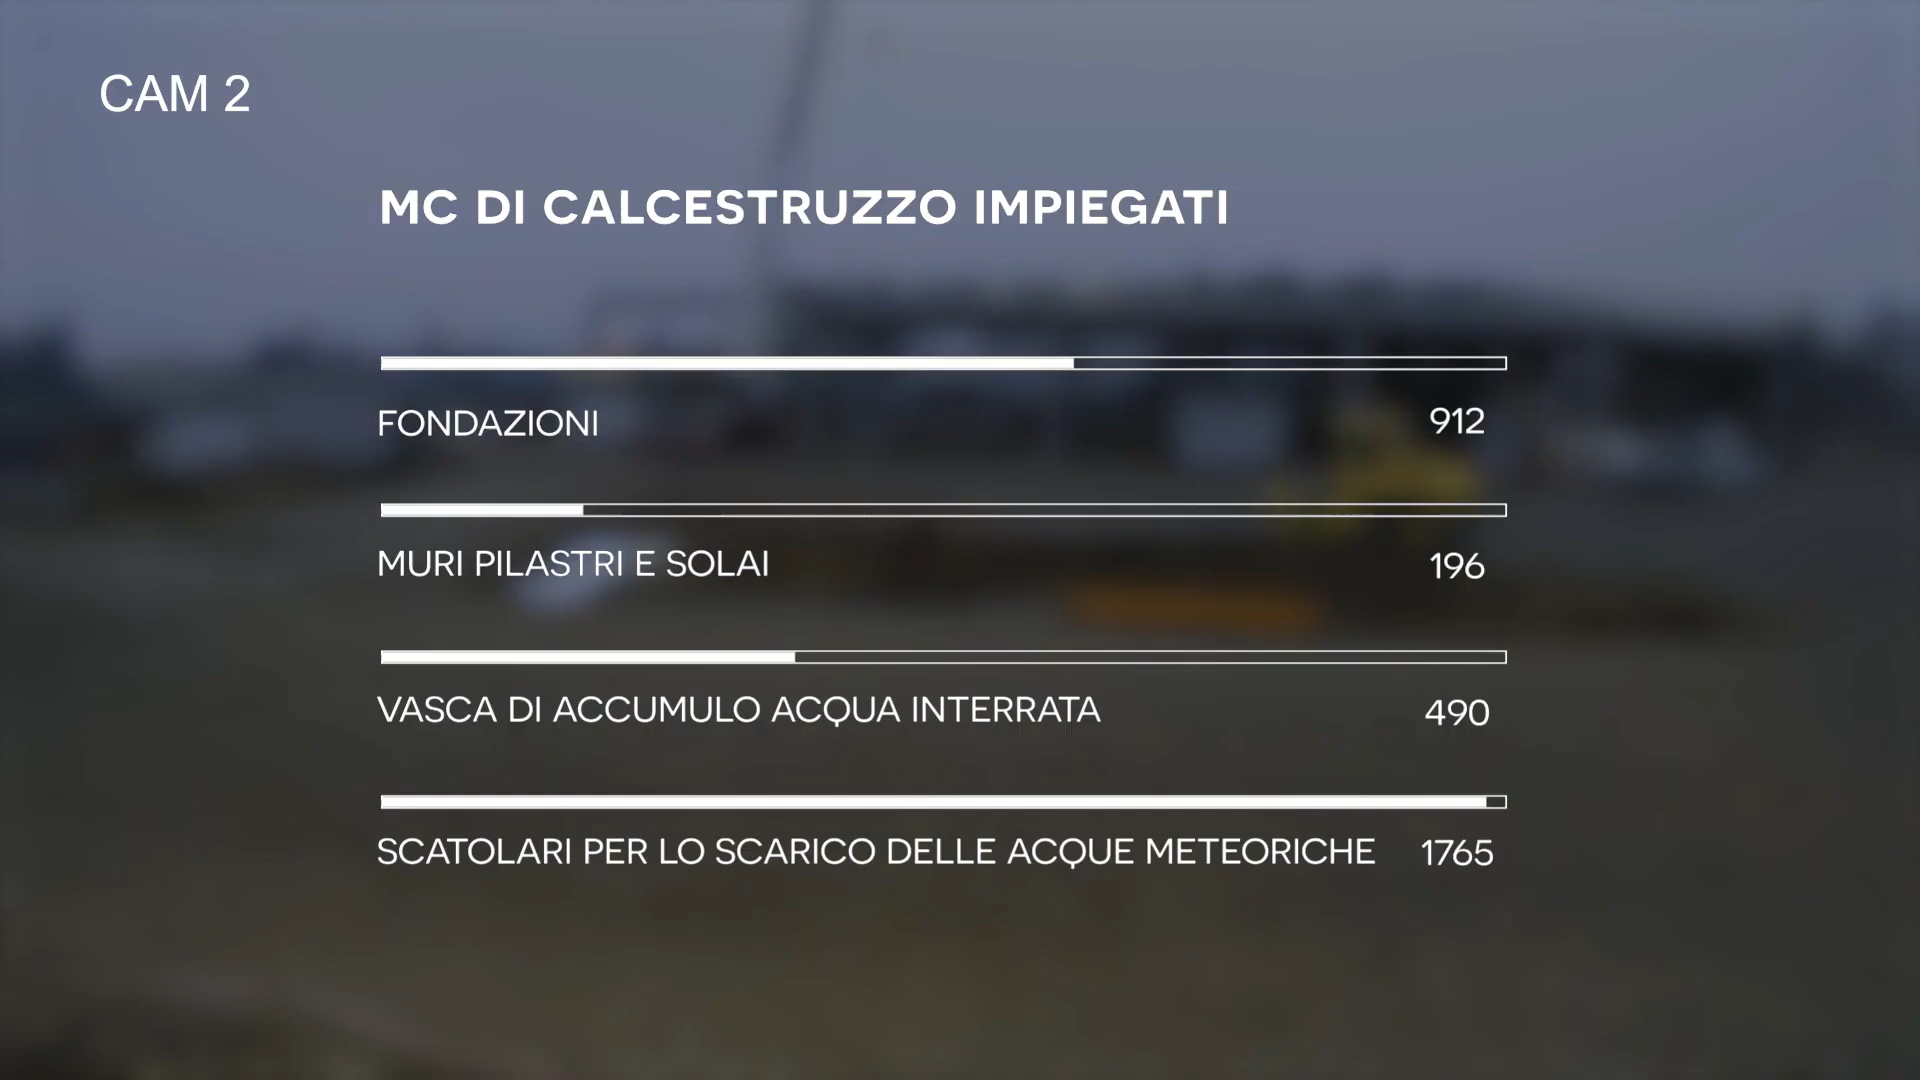 CAM 2
MC DI CALCESTRUZZO IMPIEGATI
FONDAZIONI 912
MURI PILASTRI E SOLAI 196
VASCA DI ACCUMULO ACQUA INTERRATA 490
SCATOLARI PER LO SCARICO DELLE ACQUE METEORICHE 1765